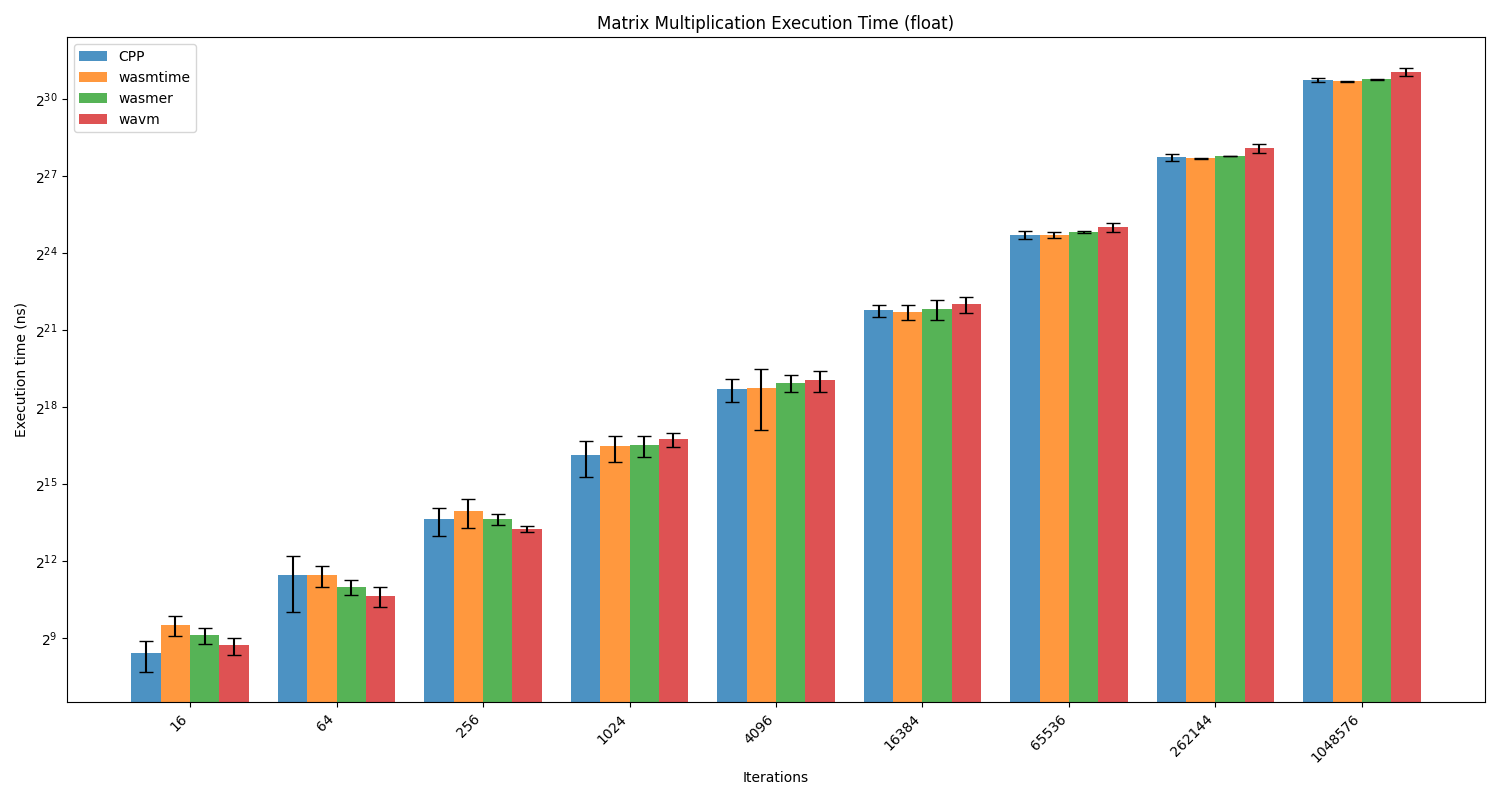 Matrix Multiplication Execution Time (float)
CPP
wasmtime
wasmer
wavm
Execution time (ns)
2^30
2^27
2^24
2^21
2^18
2^15
2^12
2^9
16
64
256
1024
4096
16384
65536
262144
1048576
Iterations